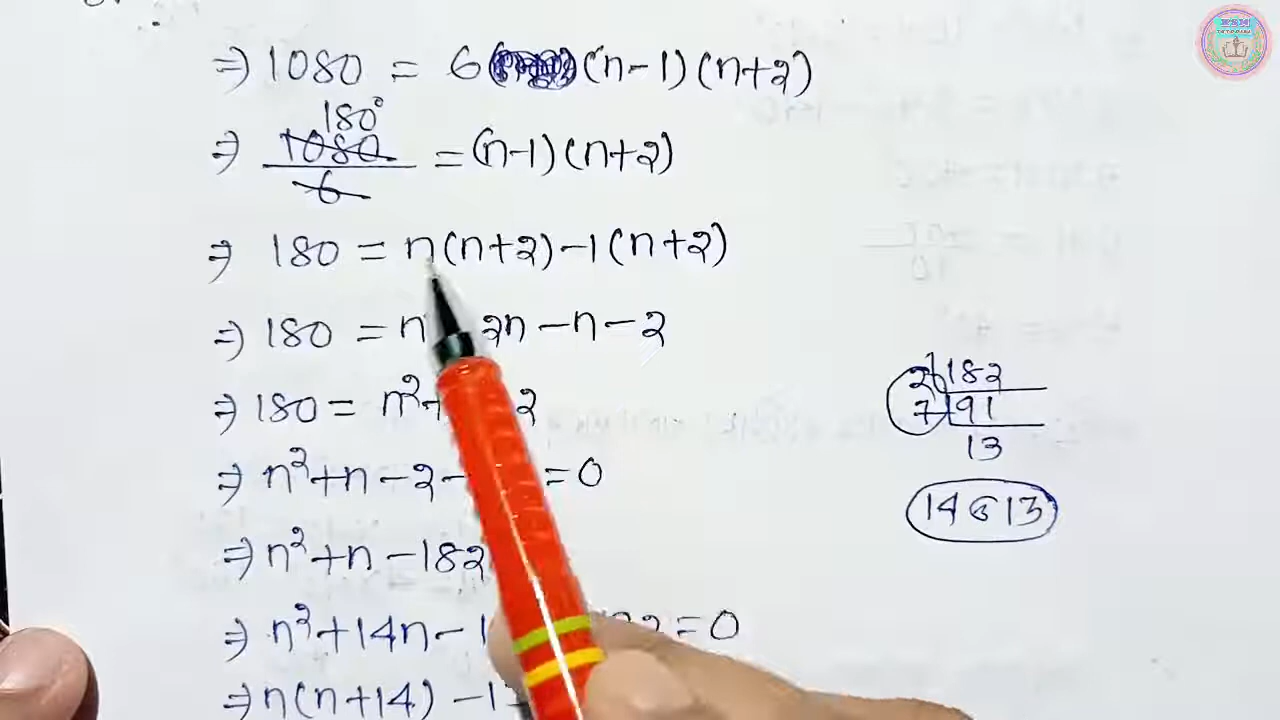 ⇒ 1080 = 6 (n-1) (n+2)
180°
⇒ 1080/6 = (n-1) (n+2)
⇒ 180 = n(n+2) - 1(n+2)
⇒ 180 = n 2n - n - 2
⇒ 180 = n²+ 2
⇒ n²+n-2- =0
⇒ n²+n-182
⇒ n²+14n-1 =0
⇒ n(n+14) -1
2 182
7 91
13
14 ও 13